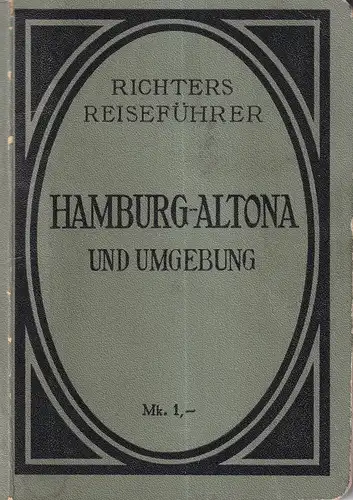 RICHTERS
REISEFÜHRER
HAMBURG-ALTONA
UND UMGEBUNG
Mk. 1,-